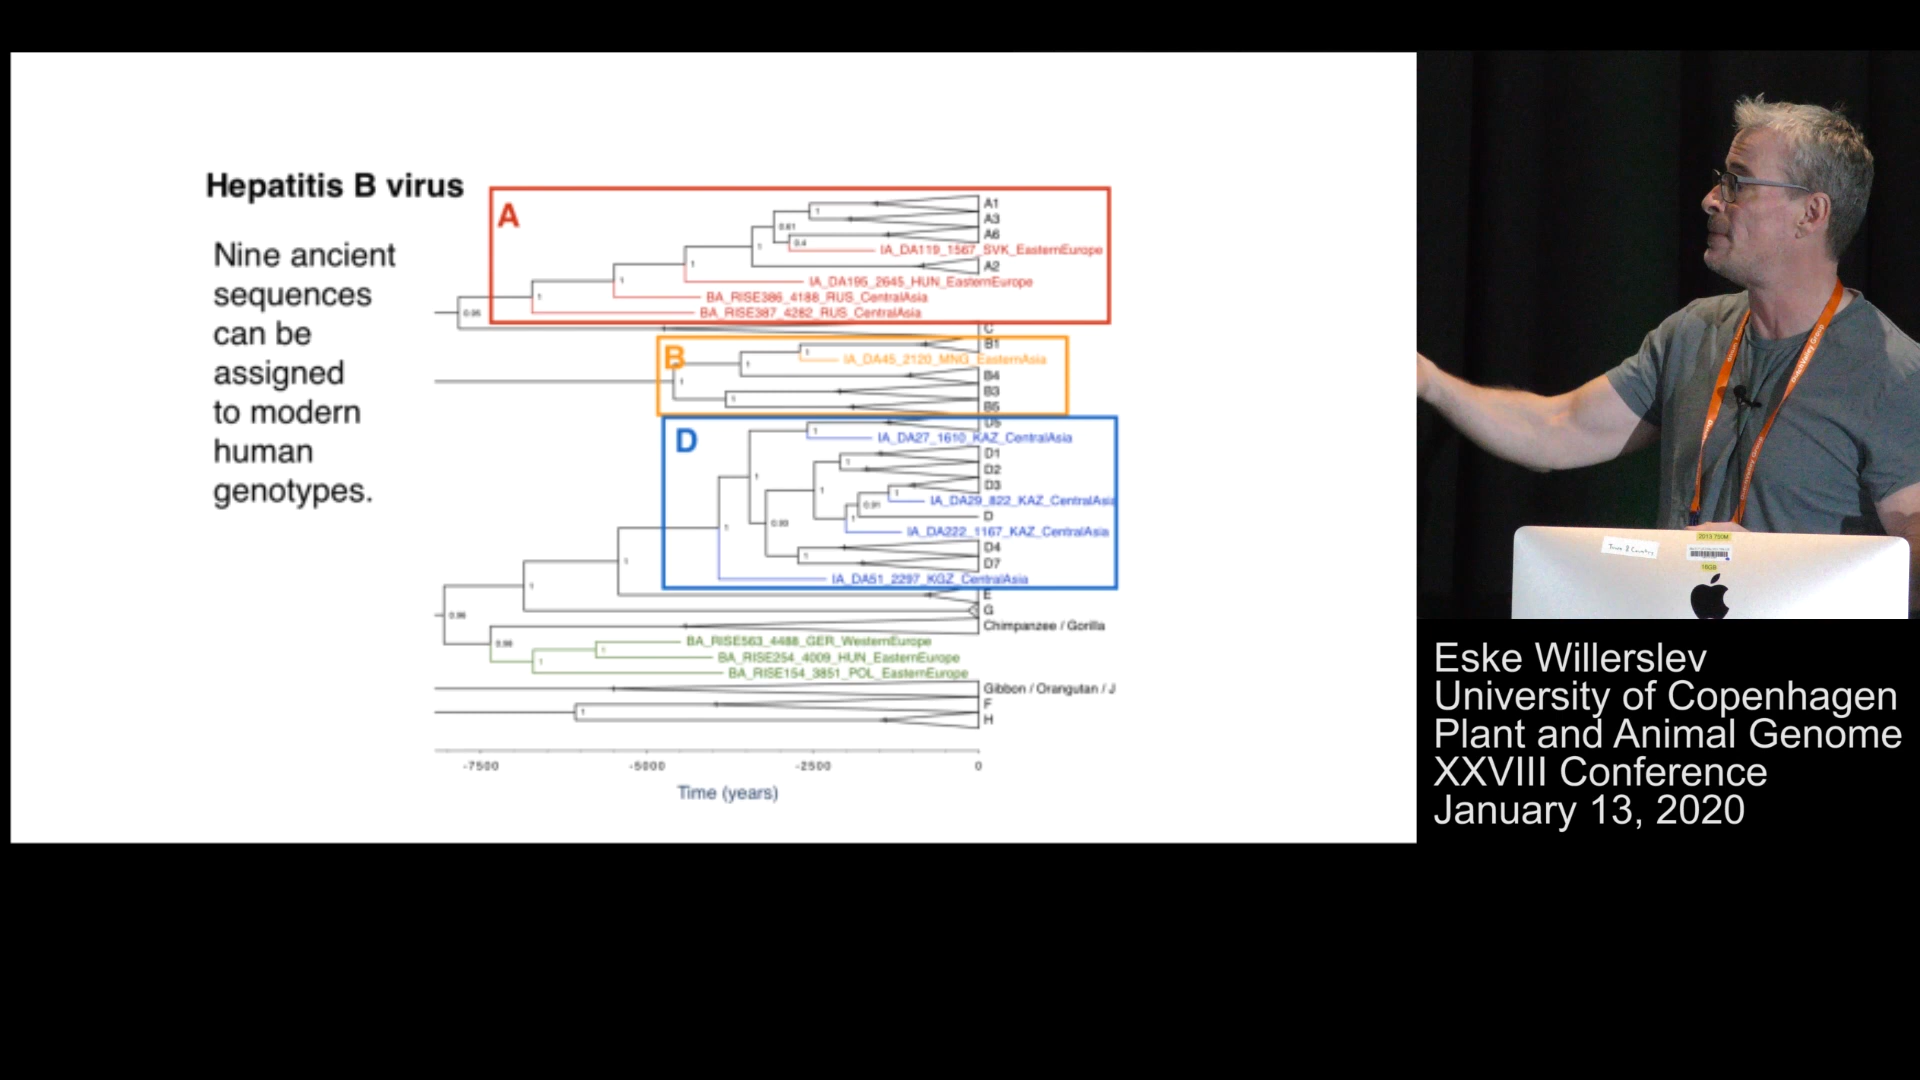 Hepatitis B virus
Nine ancient
sequences
can be
assigned
to modern
human
genotypes.
A
A1
A3
A6
IA_DA119_1567_SVK_EasternEurope
A2
IA_DA195_2645_HUN_EasternEurope
BA_RISE386_4188_RUS_CentralAsia
BA_RISE387_4282_RUS_CentralAsia
C
B
B1
IA_DA45_2120_MNG_EasternAsia
B4
B3
B5
D
D5
IA_DA27_1610_KAZ_CentralAsia
D1
D2
D3
IA_DA29_822_KAZ_CentralAsia
D
IA_DA222_1167_KAZ_CentralAsia
D4
D7
IA_DA51_2297_KGZ_CentralAsia
E
G
Chimpanzee / Gorilla
BA_RISE563_4488_GER_WesternEurope
BA_RISE254_4009_HUN_EasternEurope
BA_RISE154_3851_POL_EasternEurope
Gibbon / Orangutan / J
F
H
-7500 -5000 -2500 0
Time (years)
Eske Willerslev
University of Copenhagen
Plant and Animal Genome
XXVIII Conference
January 13, 2020